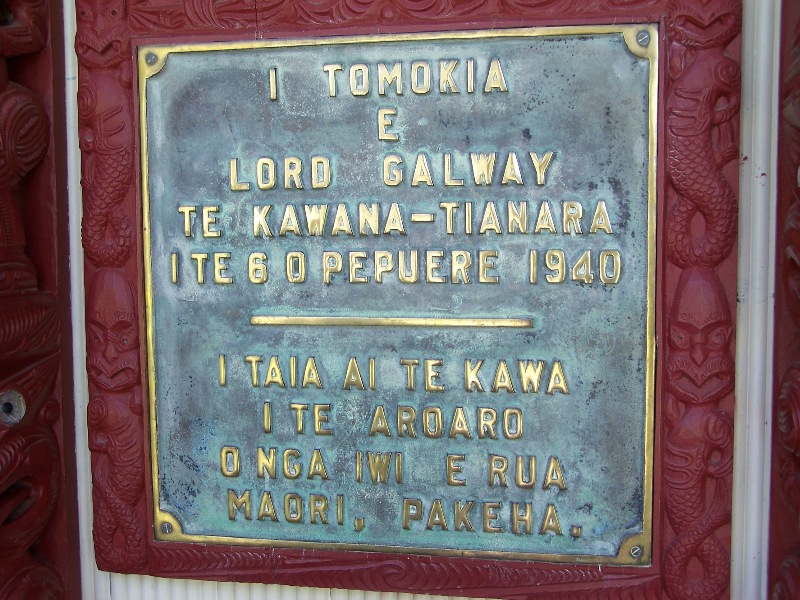 I TOMOKIA
E
LORD GALWAY
TE KAWANA-TIANARA
I TE 6 O PEPUERE 1940
I TAIA AI TE KAWA
I TE AROARO
O NGA IWI E RUA
MAORI, PAKEHA.